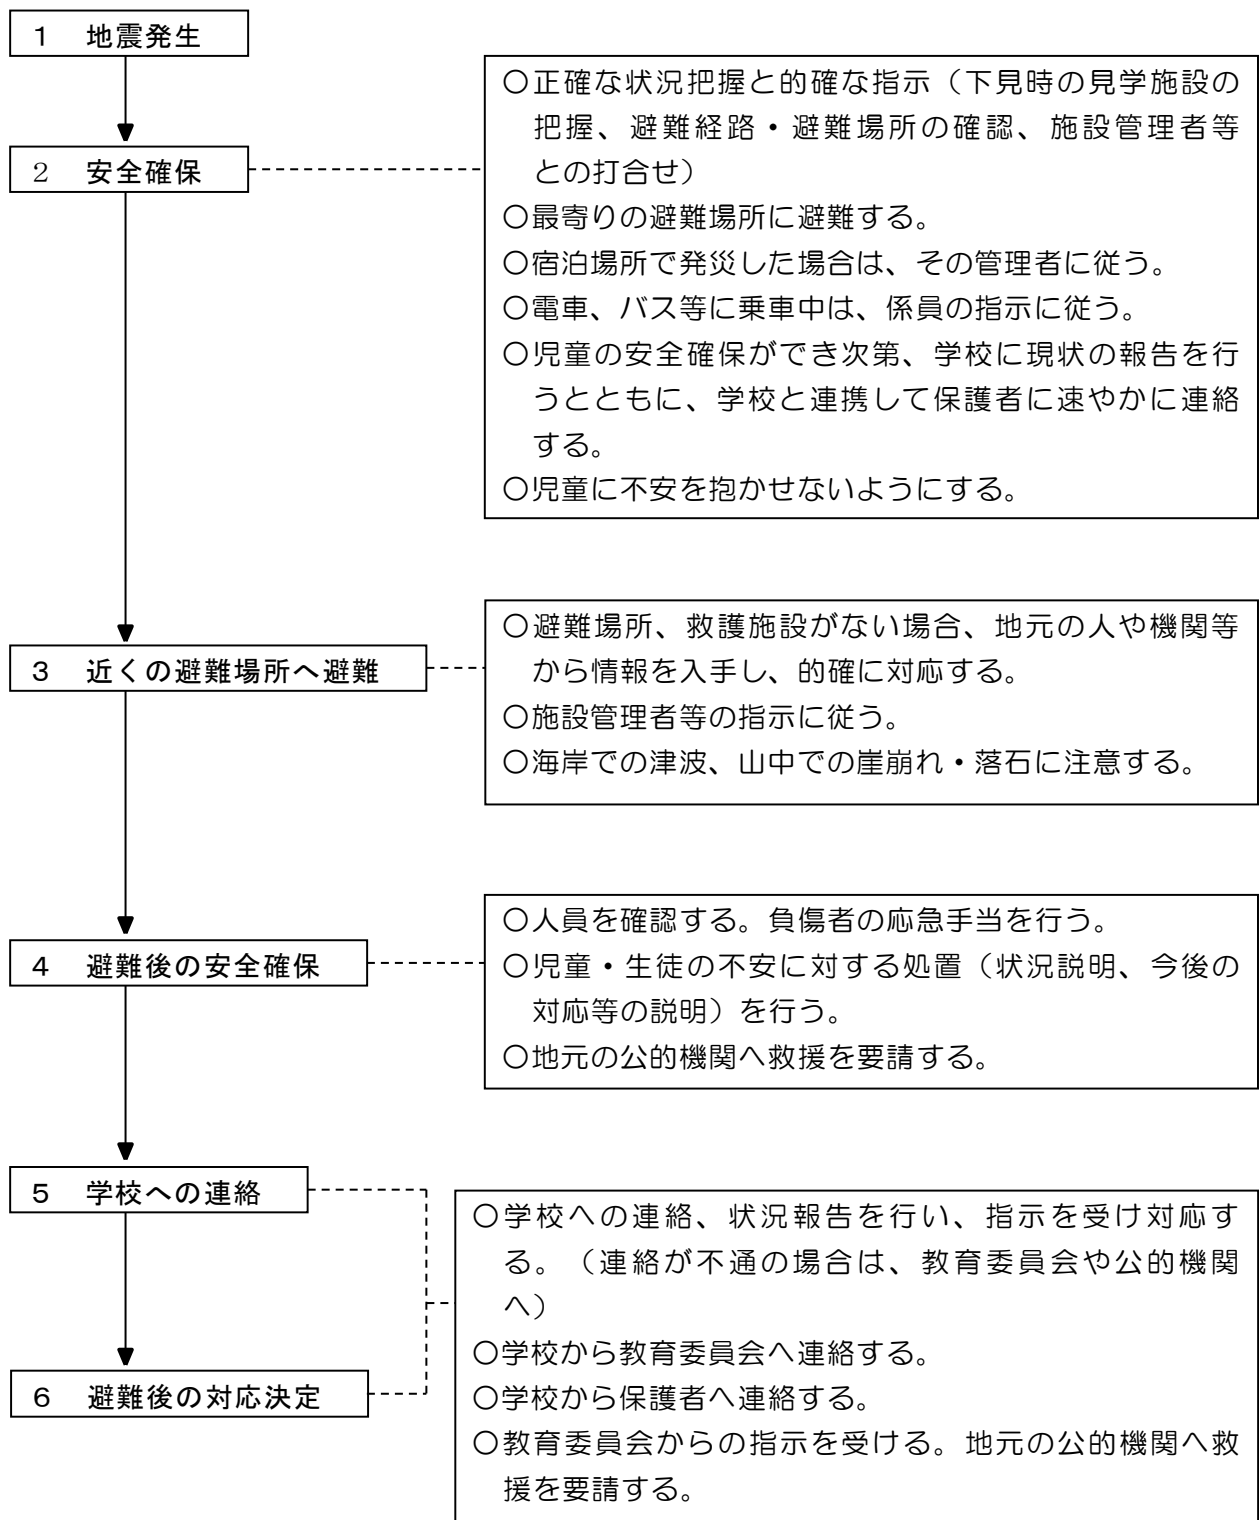 1　地震発生
2　安全確保
〇正確な状況把握と的確な指示（下見時の見学施設の
把握、避難経路・避難場所の確認、施設管理者等
との打合せ）
〇最寄りの避難場所に避難する。
〇宿泊場所で発災した場合は、その管理者に従う。
〇電車、バス等に乗車中は、係員の指示に従う。
〇児童の安全確保ができ次第、学校に現状の報告を行
うとともに、学校と連携して保護者に速やかに連絡
する。
〇児童に不安を抱かせないようにする。
3　近くの避難場所へ避難
〇避難場所、救護施設がない場合、地元の人や機関等
から情報を入手し、的確に対応する。
〇施設管理者等の指示に従う。
〇海岸での津波、山中での崖崩れ・落石に注意する。
4　避難後の安全確保
〇人員を確認する。負傷者の応急手当を行う。
〇児童・生徒の不安に対する処置（状況説明、今後の
対応等の説明）を行う。
〇地元の公的機関へ救援を要請する。
5　学校への連絡
6　避難後の対応決定
〇学校への連絡、状況報告を行い、指示を受け対応す
る。（連絡が不通の場合は、教育委員会や公的機関
へ）
〇学校から教育委員会へ連絡する。
〇学校から保護者へ連絡する。
〇教育委員会からの指示を受ける。地元の公的機関へ救
援を要請する。